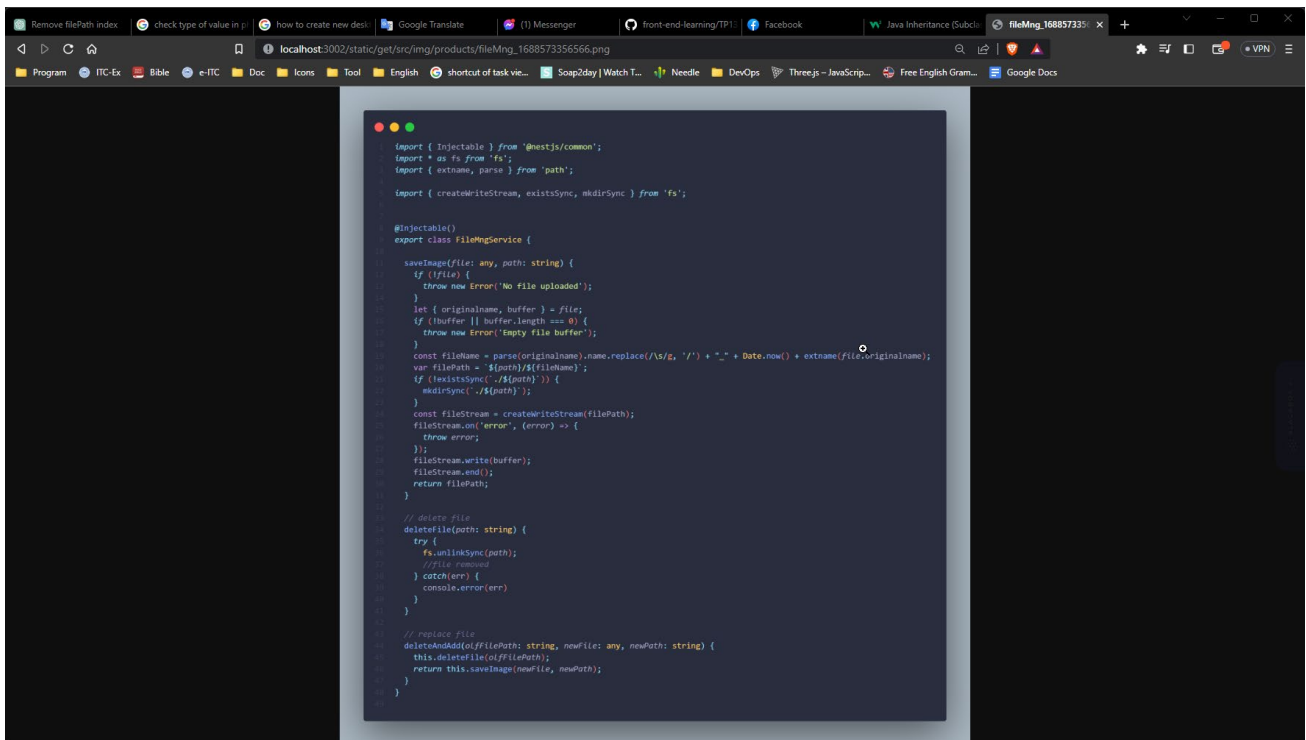 Remove filePath index
check type of value in p
how to create new desk
Google Translate
(1) Messenger
front-end-learning/TP13
Facebook
Java Inheritance (Subcla
fileMng_1688573356
localhost:3002/static/get/src/img/products/fileMng_1688573356566.png
VPN
Program
ITC-Ex
Bible
e-ITC
Doc
Icons
Tool
English
shortcut of task vie...
Soap2day | Watch T...
Needle
DevOps
Three.js – JavaScrip...
Free English Gram...
Google Docs
import { Injectable } from '@nestjs/common';
import * as fs from 'fs';
import { extname, parse } from 'path';
import { createWriteStream, existsSync, mkdirSync } from 'fs';
@Injectable()
export class FileMngService {
saveImage(file: any, path: string) {
if (!file) {
throw new Error('No file uploaded');
}
let { originalname, buffer } = file;
if (!buffer || buffer.length === 0) {
throw new Error('Empty file buffer');
}
const fileName = parse(originalname).name.replace(/\s/g, '/') + "_" + Date.now() + extname(file.originalname);
var filePath = `${path}/${fileName}`;
if (!existsSync(`./${path}`)) {
mkdirSync(`./${path}`);
}
const fileStream = createWriteStream(filePath);
fileStream.on('error', (error) => {
throw error;
});
fileStream.write(buffer);
fileStream.end();
return filePath;
}
// delete file
deleteFile(path: string) {
try {
fs.unlinkSync(path);
//file removed
} catch(err) {
console.error(err)
}
}
// replace file
deleteAndAdd(olfFilePath: string, newFile: any, newPath: string) {
this.deleteFile(olfFilePath);
return this.saveImage(newFile, newPath);
}
}